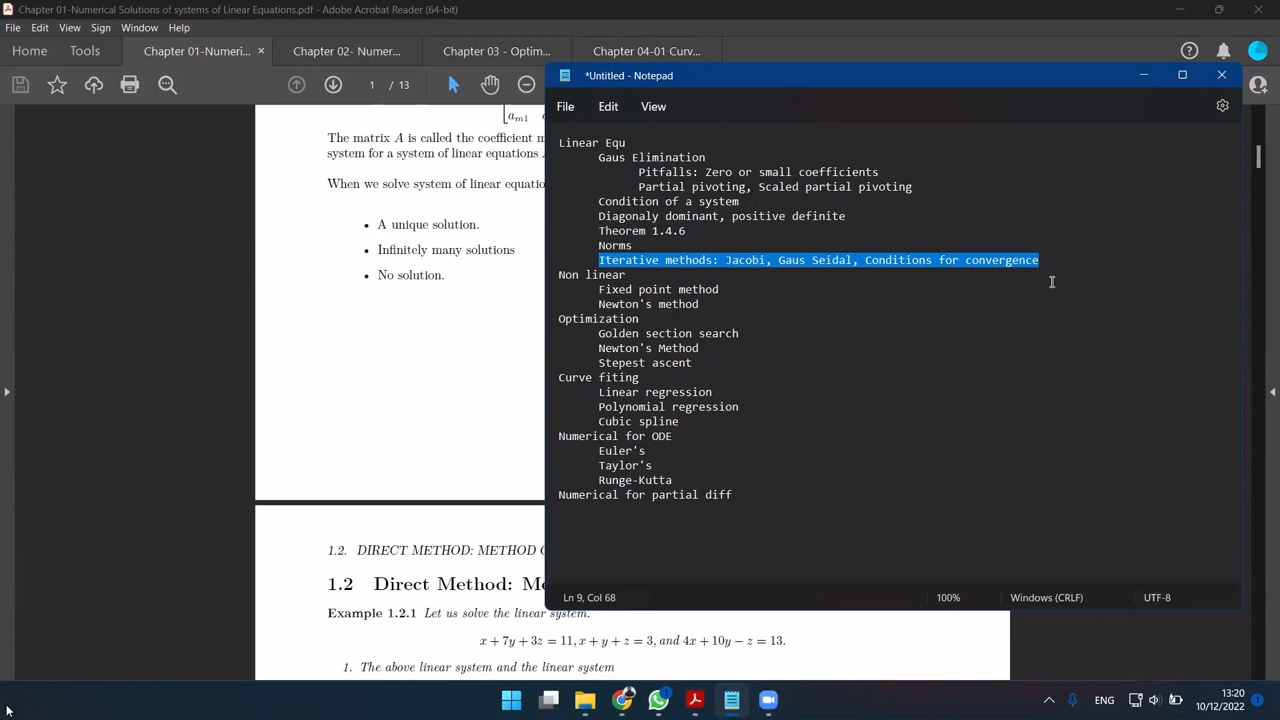 Chapter 01-Numerical Solutions of systems of Linear Equations.pdf - Adobe Acrobat Reader (64-bit)
File Edit View Sign Window Help
Home Tools Chapter 01-Numeri... × Chapter 02- Numer... Chapter 03 - Optim... Chapter 04-01 Curv...
1 / 13
The matrix A is called the coefficient m
system for a system of linear equations
When we solve system of linear equatio
• A unique solution.
• Infinitely many solutions
• No solution.
1.2. DIRECT METHOD: METHOD
1.2 Direct Method: Me
Example 1.2.1 Let us solve the linear system.
x + 7y + 3z = 11, x + y + z = 3, and 4x + 10y − z = 13.
1. The above linear system and the linear system
*Untitled - Notepad
File Edit View
Linear Equ
Gaus Elimination
Pitfalls: Zero or small coefficients
Partial pivoting, Scaled partial pivoting
Condition of a system
Diagonaly dominant, positive definite
Theorem 1.4.6
Norms
Iterative methods: Jacobi, Gaus Seidal, Conditions for convergence
Non linear
Fixed point method
Newton's method
Optimization
Golden section search
Newton's Method
Stepest ascent
Curve fiting
Linear regression
Polynomial regression
Cubic spline
Numerical for ODE
Euler's
Taylor's
Runge-Kutta
Numerical for partial diff
Ln 9, Col 68 100% Windows (CRLF) UTF-8
ENG
13:20
10/12/2022